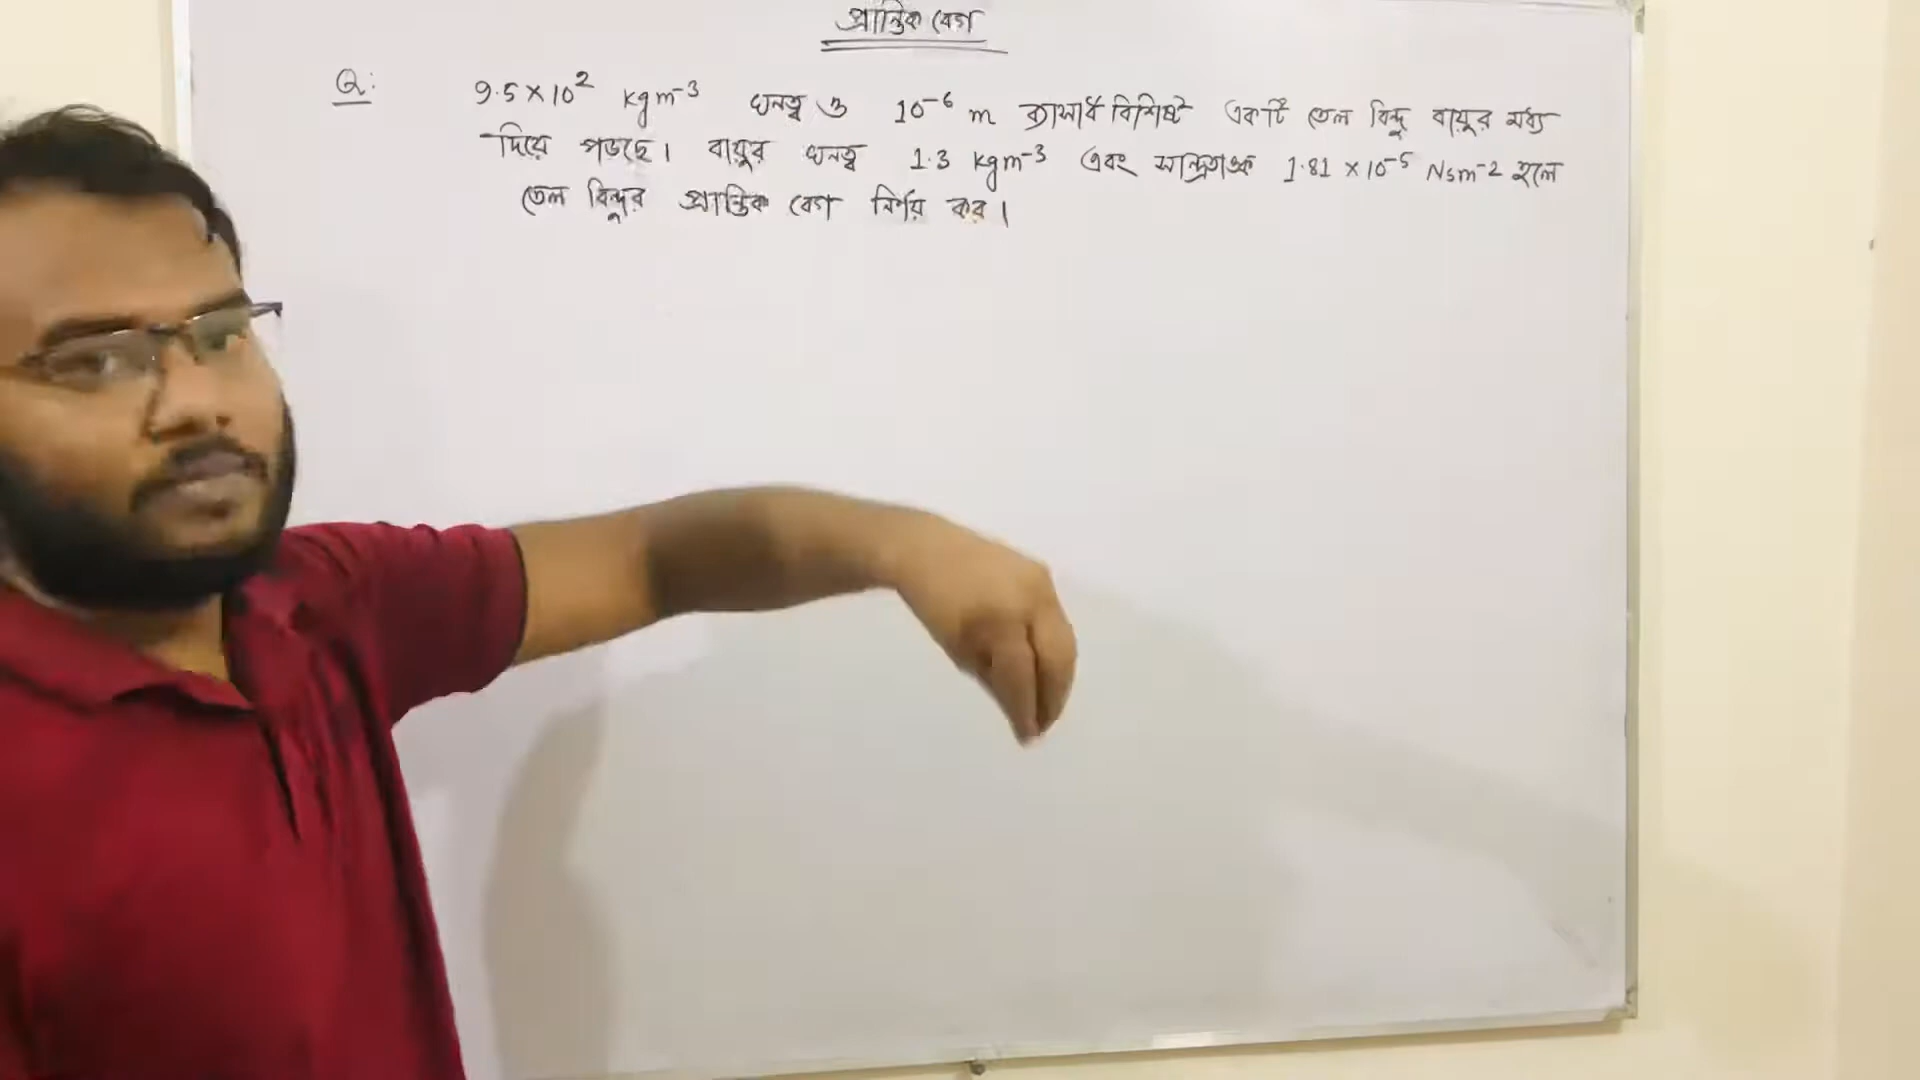 প্রান্তিক বেগ
Q: 9.5×10² kgm⁻³ ঘনত্ব ও 10⁻⁶ m ব্যাসার্ধ বিশিষ্ট একটি তেল বিন্দু বায়ুর মধ্য
দিয়ে পড়ছে। বায়ুর ঘনত্ব 1.3 kgm⁻³ এবং সান্দ্রতাঙ্ক 1.81 ×10⁻⁵ Nsm⁻² হলে
তেল বিন্দুর প্রান্তিক বেগ নির্ণয় কর।